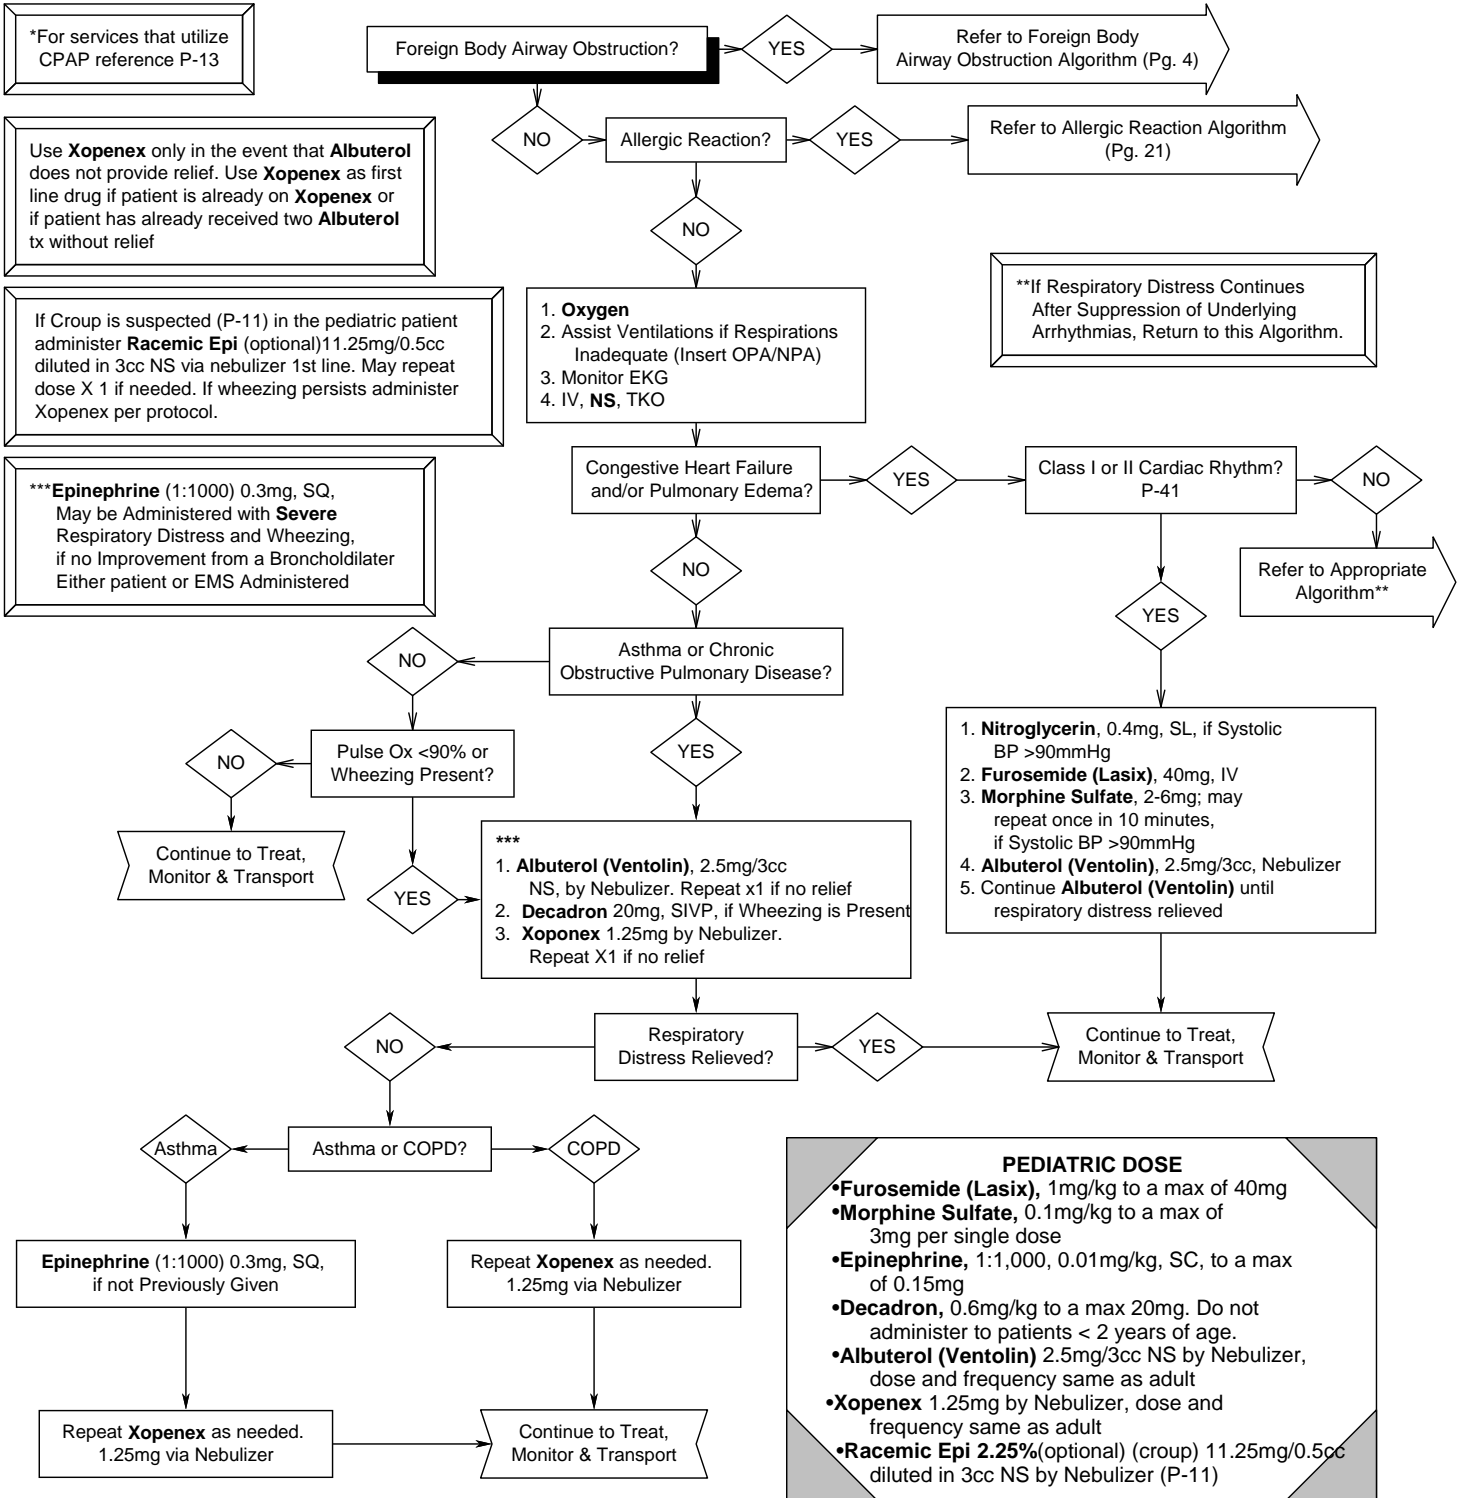 *For services that utilize
CPAP reference P-13
Foreign Body Airway Obstruction?
YES
Refer to Foreign Body
Airway Obstruction Algorithm (Pg. 4)
NO
Allergic Reaction?
YES
Refer to Allergic Reaction Algorithm
(Pg. 21)
Use Xopenex only in the event that Albuterol
does not provide relief. Use Xopenex as first
line drug if patient is already on Xopenex or
if patient has already received two Albuterol
tx without relief
NO
**If Respiratory Distress Continues
After Suppression of Underlying
Arrhythmias, Return to this Algorithm.
If Croup is suspected (P-11) in the pediatric patient
administer Racemic Epi (optional)11.25mg/0.5cc
diluted in 3cc NS via nebulizer 1st line. May repeat
dose X 1 if needed. If wheezing persists administer
Xopenex per protocol.
1. Oxygen
2. Assist Ventilations if Respirations
Inadequate (Insert OPA/NPA)
3. Monitor EKG
4. IV, NS, TKO
***Epinephrine (1:1000) 0.3mg, SQ,
May be Administered with Severe
Respiratory Distress and Wheezing,
if no Improvement from a Broncholdilater
Either patient or EMS Administered
Congestive Heart Failure
and/or Pulmonary Edema?
YES
Class I or II Cardiac Rhythm?
P-41
NO
Refer to Appropriate
Algorithm**
NO
YES
Asthma or Chronic
Obstructive Pulmonary Disease?
NO
YES
Pulse Ox <90% or
Wheezing Present?
NO
Continue to Treat,
Monitor & Transport
YES
1. Nitroglycerin, 0.4mg, SL, if Systolic
BP >90mmHg
2. Furosemide (Lasix), 40mg, IV
3. Morphine Sulfate, 2-6mg; may
repeat once in 10 minutes,
if Systolic BP >90mmHg
4. Albuterol (Ventolin), 2.5mg/3cc, Nebulizer
5. Continue Albuterol (Ventolin) until
respiratory distress relieved
***
1. Albuterol (Ventolin), 2.5mg/3cc
NS, by Nebulizer. Repeat x1 if no relief
2. Decadron 20mg, SIVP, if Wheezing is Present
3. Xoponex 1.25mg by Nebulizer.
Repeat X1 if no relief
Respiratory
Distress Relieved?
YES
Continue to Treat,
Monitor & Transport
NO
Asthma
Asthma or COPD?
COPD
Epinephrine (1:1000) 0.3mg, SQ,
if not Previously Given
Repeat Xopenex as needed.
1.25mg via Nebulizer
Repeat Xopenex as needed.
1.25mg via Nebulizer
Continue to Treat,
Monitor & Transport
PEDIATRIC DOSE
•Furosemide (Lasix), 1mg/kg to a max of 40mg
•Morphine Sulfate, 0.1mg/kg to a max of
3mg per single dose
•Epinephrine, 1:1,000, 0.01mg/kg, SC, to a max
of 0.15mg
•Decadron, 0.6mg/kg to a max 20mg. Do not
administer to patients < 2 years of age.
•Albuterol (Ventolin) 2.5mg/3cc NS by Nebulizer,
dose and frequency same as adult
•Xopenex 1.25mg by Nebulizer, dose and
frequency same as adult
•Racemic Epi 2.25%(optional) (croup) 11.25mg/0.5cc
diluted in 3cc NS by Nebulizer (P-11)